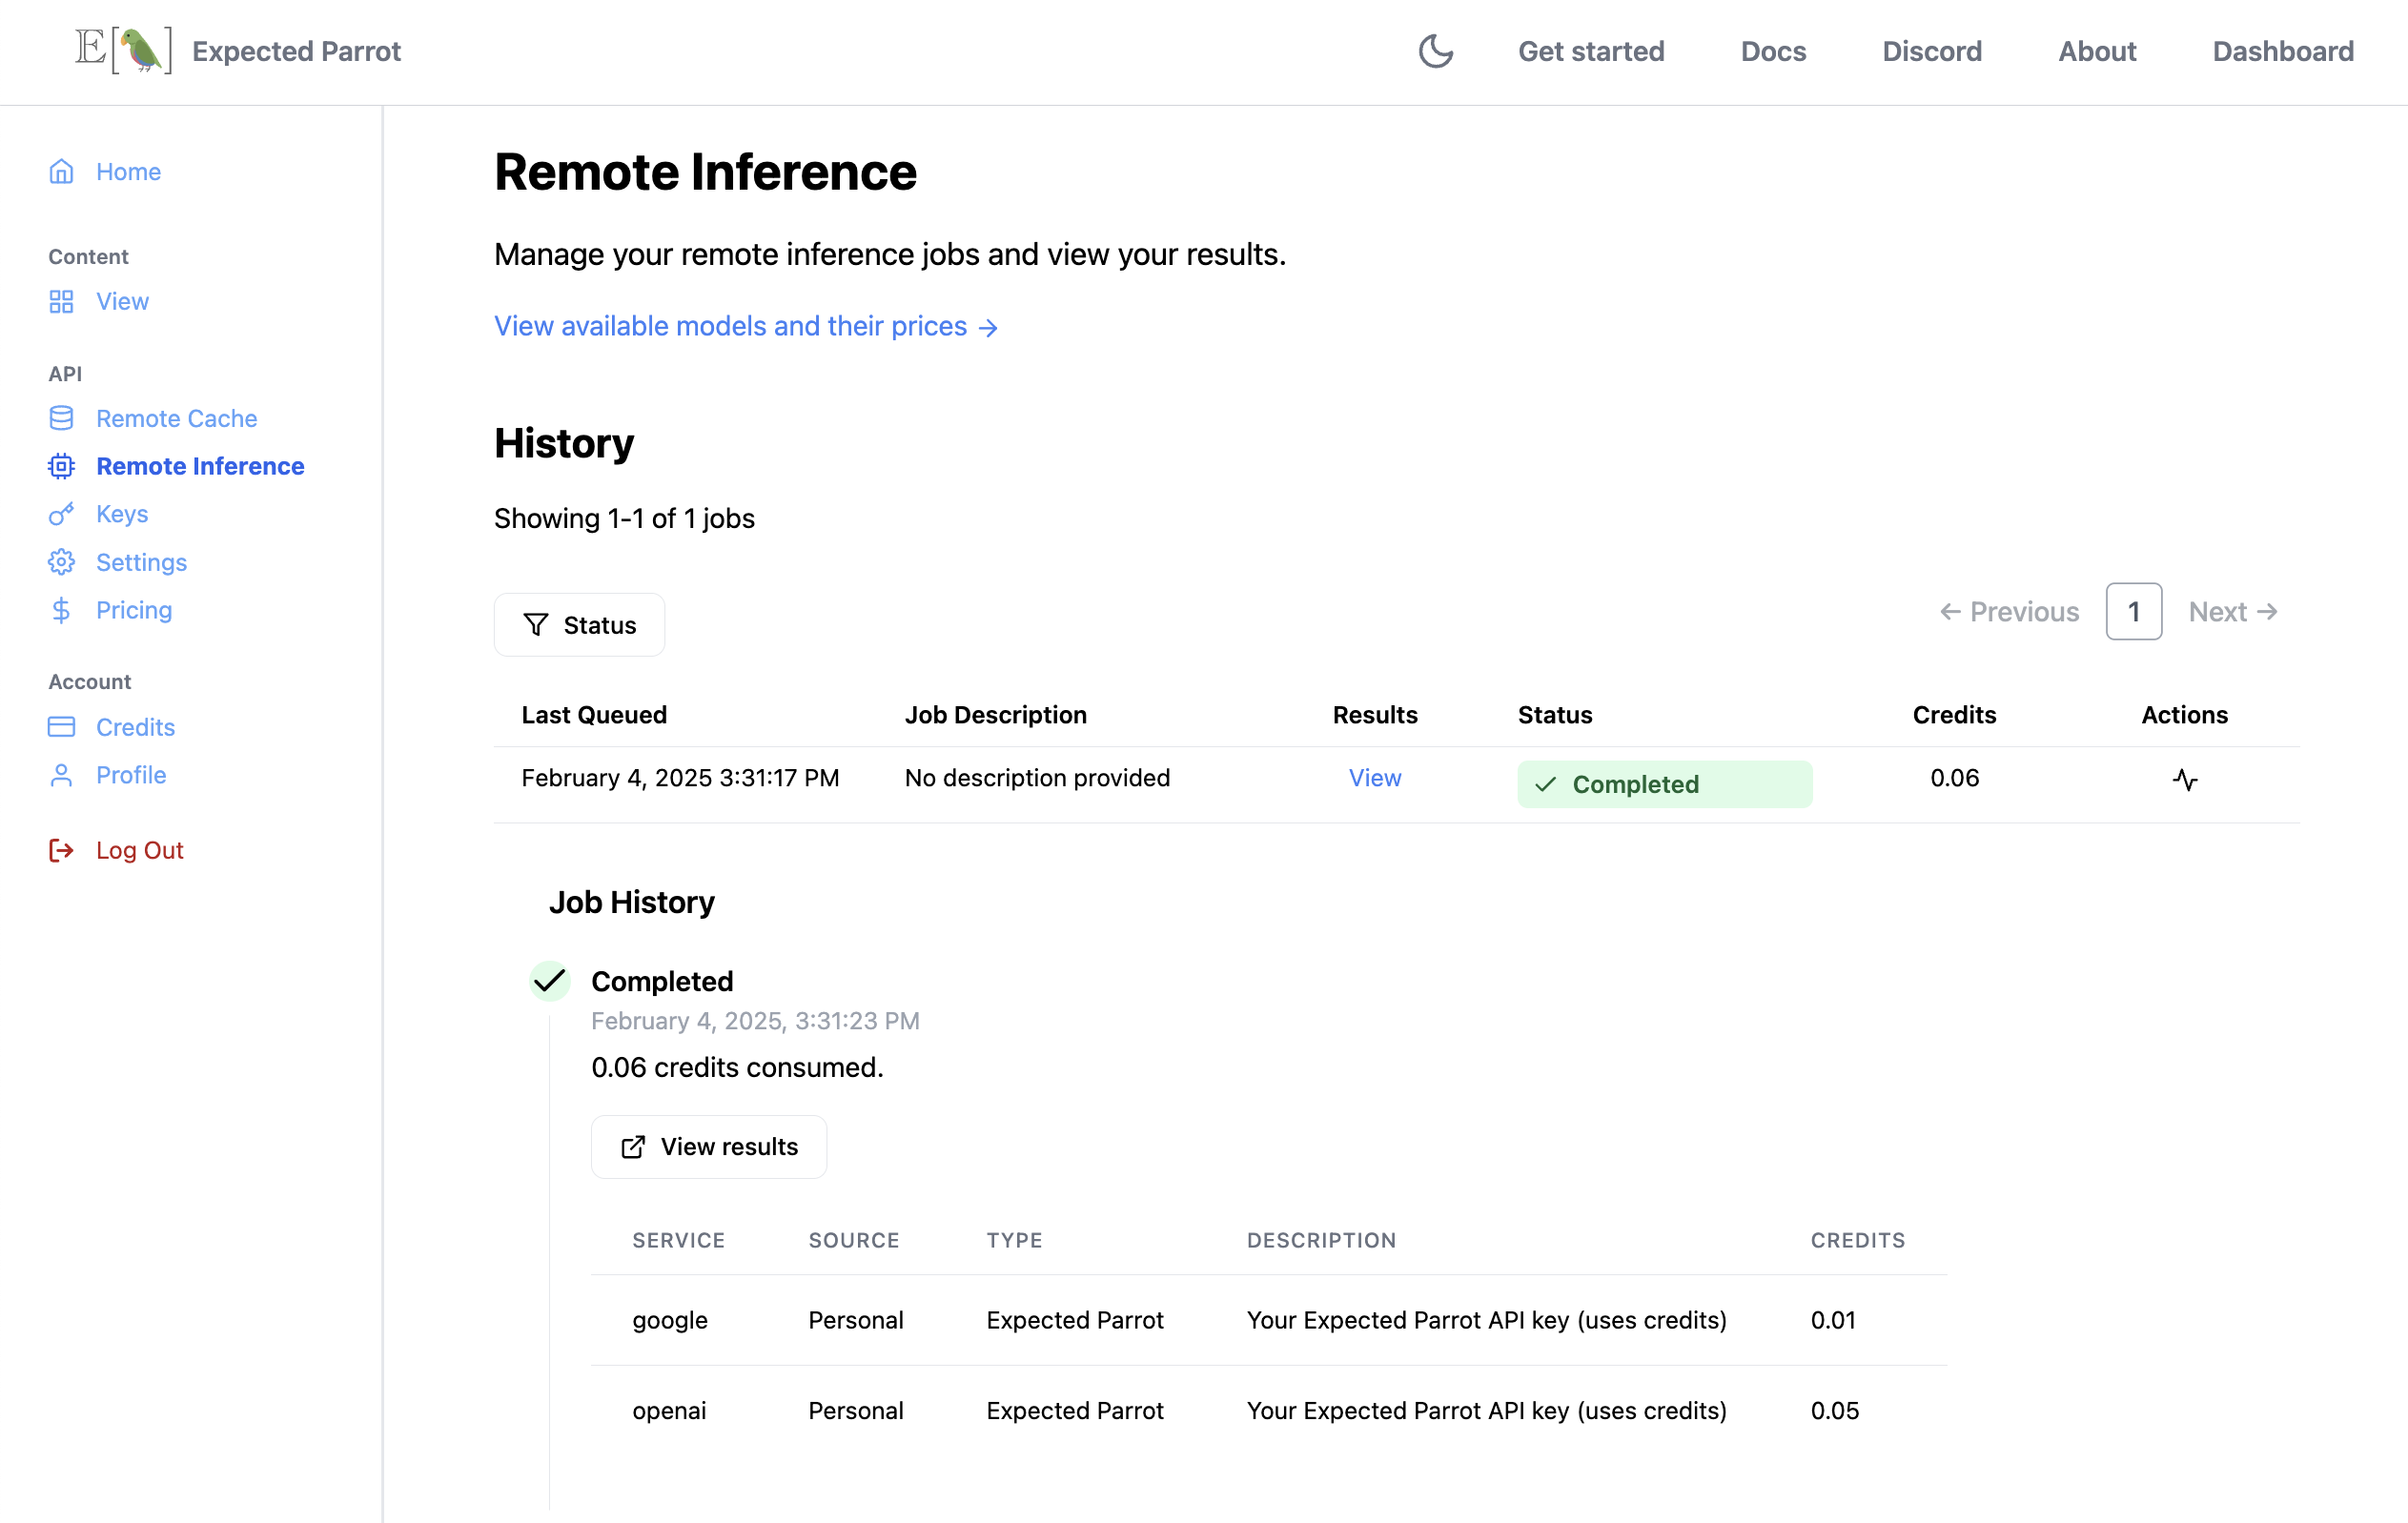 E[🦜] Expected Parrot
Get started Docs Discord About Dashboard
Home
Content
View
API
Remote Cache
Remote Inference
Keys
Settings
Pricing
Account
Credits
Profile
Log Out
Remote Inference
Manage your remote inference jobs and view your results.
View available models and their prices →
History
Showing 1-1 of 1 jobs
Status
← Previous 1 Next →
Last Queued Job Description Results Status Credits Actions
February 4, 2025 3:31:17 PM No description provided View Completed 0.06
Job History
Completed
February 4, 2025, 3:31:23 PM
0.06 credits consumed.
View results
SERVICE SOURCE TYPE DESCRIPTION CREDITS
google Personal Expected Parrot Your Expected Parrot API key (uses credits) 0.01
openai Personal Expected Parrot Your Expected Parrot API key (uses credits) 0.05